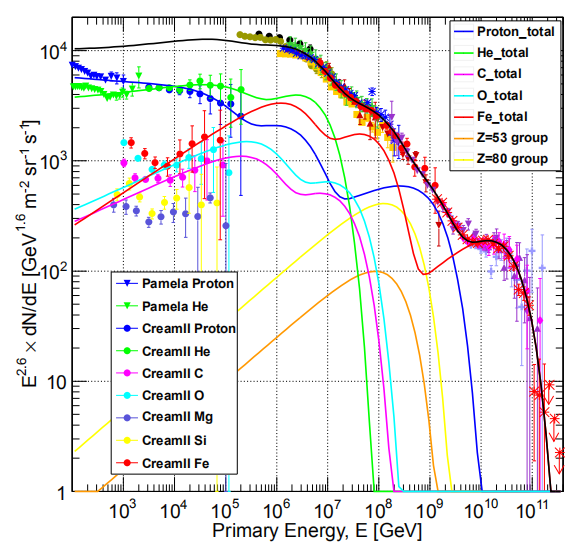 E^2.6 × dN/dE [GeV^1.6 m^-2 sr^-1 s^-1]
10^4
10^3
10^2
10
1
Proton_total
He_total
C_total
O_total
Fe_total
Z=53 group
Z=80 group
Pamela Proton
Pamela He
CreamII Proton
CreamII He
CreamII C
CreamII O
CreamII Mg
CreamII Si
CreamII Fe
10^3 10^4 10^5 10^6 10^7 10^8 10^9 10^10 10^11
Primary Energy, E [GeV]